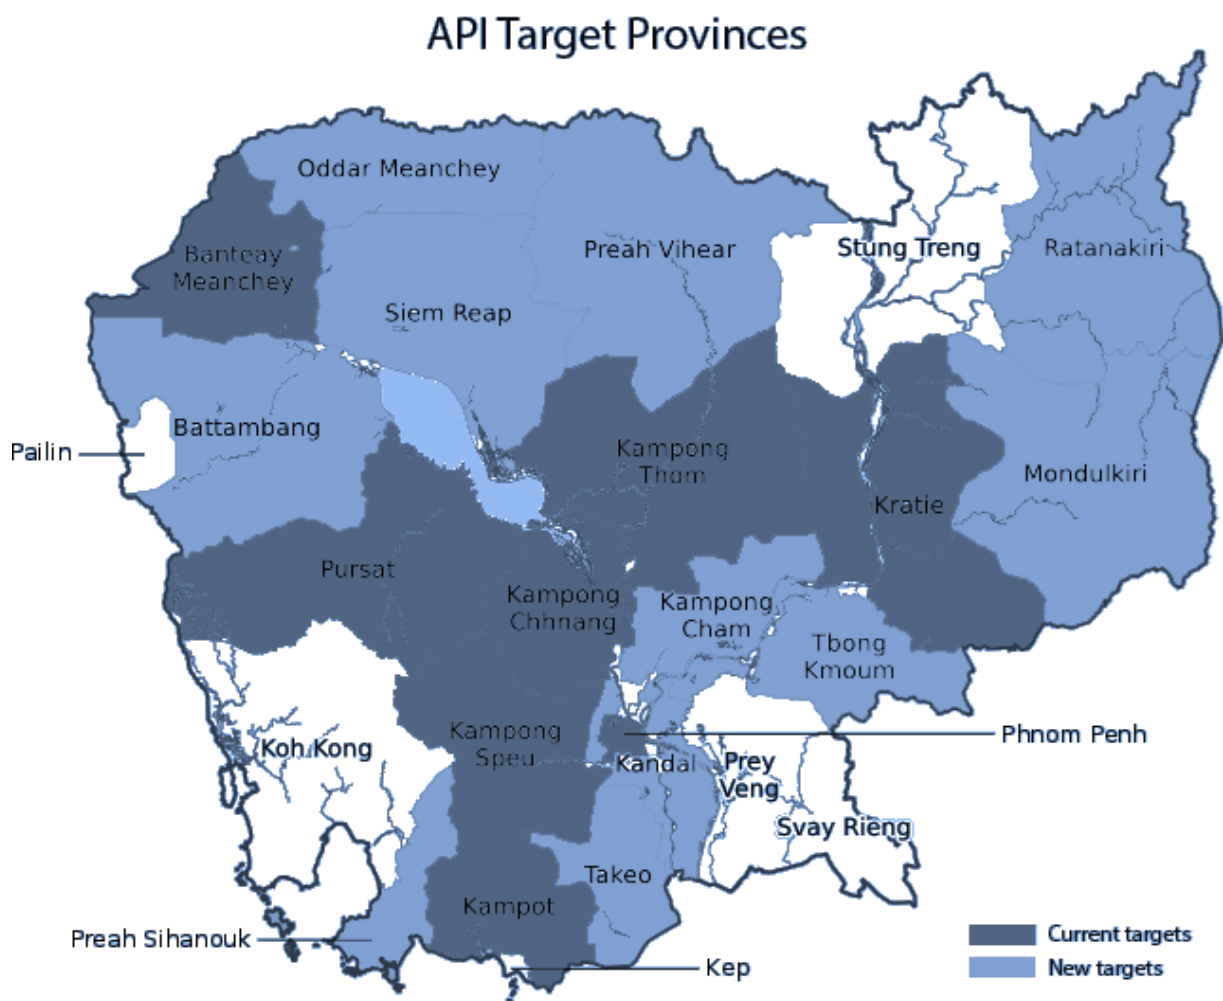 API Target Provinces
Oddar Meanchey
Banteay
Meanchey
Preah Vihear
Stung Treng
Ratanakiri
Siem Reap
Battambang
Pailin
Kampong
Thom
Kratie
Mondulkiri
Pursat
Kampong
Chhnang
Kampong
Cham
Tbong
Kmoum
Koh Kong
Kampong
Speu
Phnom Penh
Kandal
Prey
Veng
Svay Rieng
Takeo
Kampot
Preah Sihanouk
Kep
Current targets
New targets